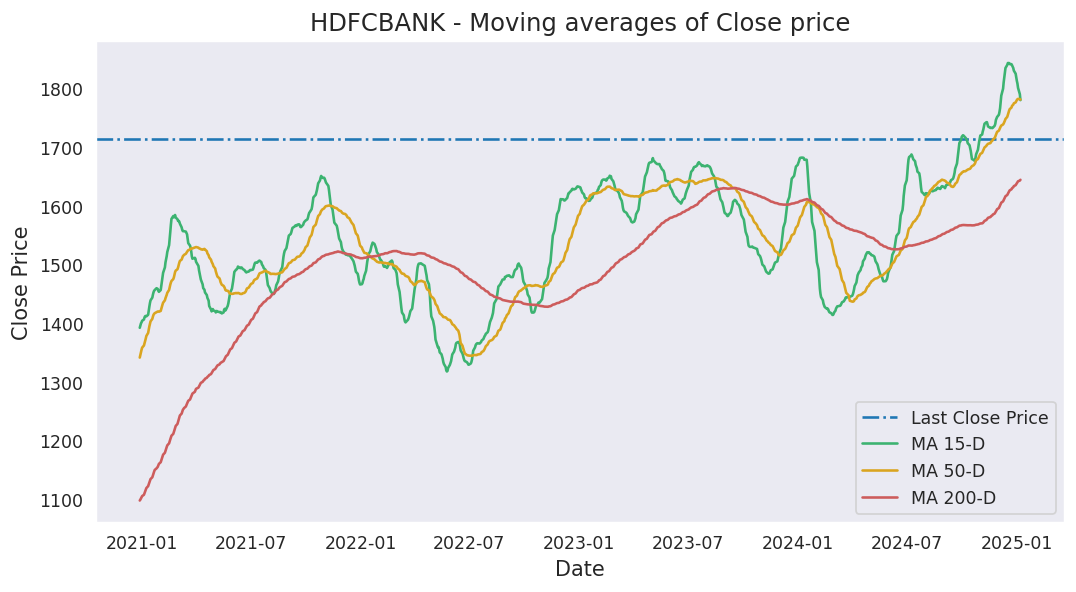 HDFCBANK - Moving averages of Close price
Close Price
1800
1700
1600
1500
1400
1300
1200
1100
Last Close Price
MA 15-D
MA 50-D
MA 200-D
2021-01 2021-07 2022-01 2022-07 2023-01 2023-07 2024-01 2024-07 2025-01
Date